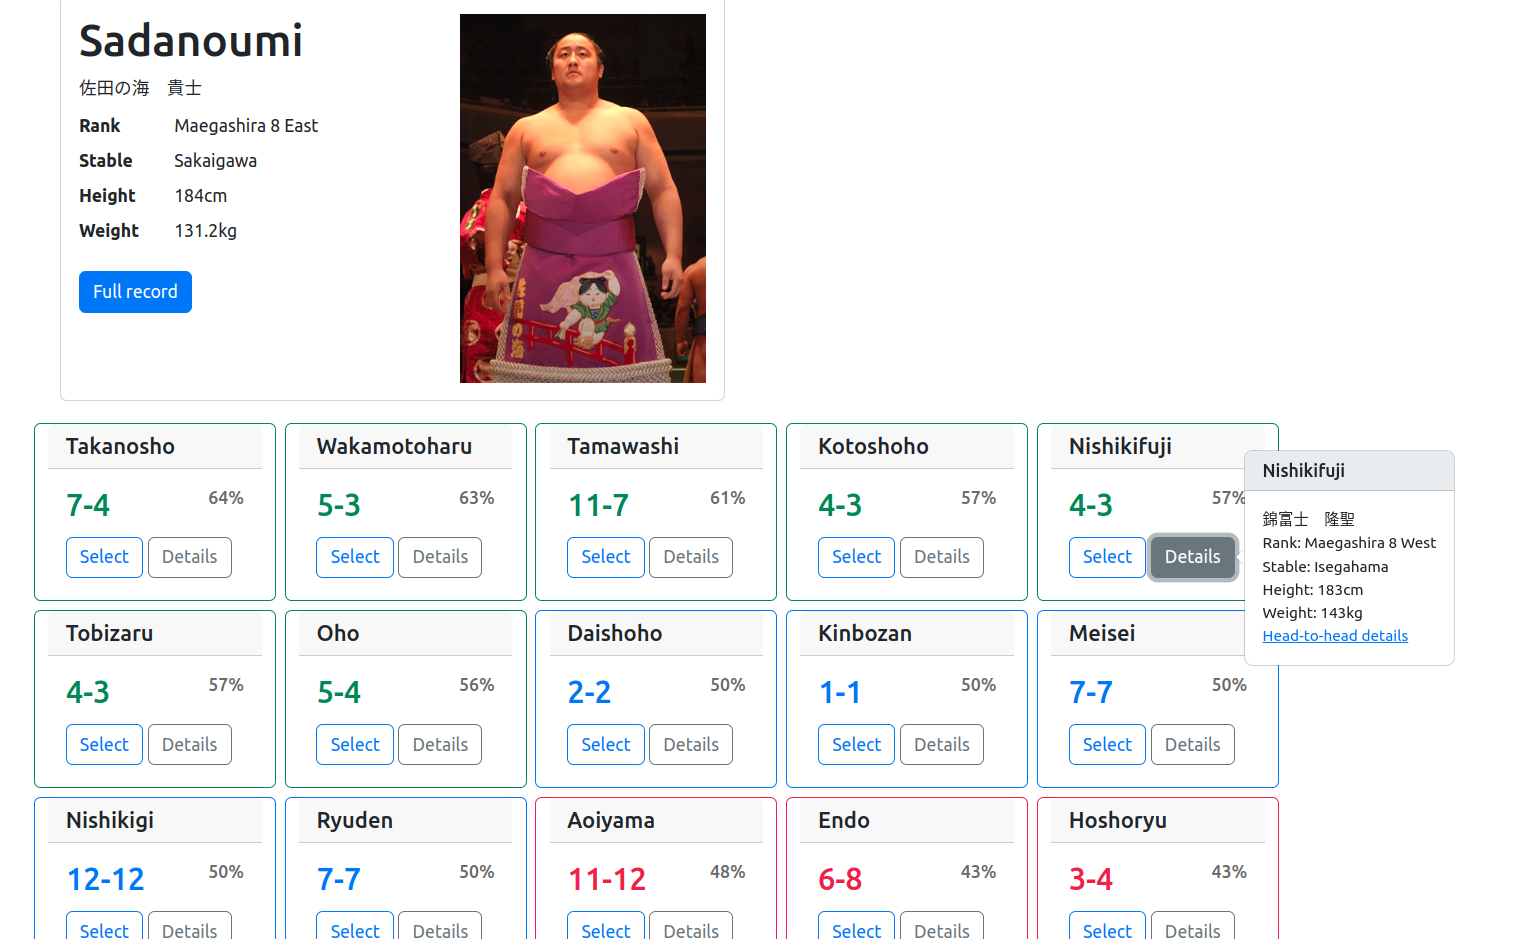 Sadanoumi
佐田の海　貴士
Rank Maegashira 8 East
Stable Sakaigawa
Height 184cm
Weight 131.2kg
Full record
佐田の海
Takanosho
7-4 64%
Select Details
Wakamotoharu
5-3 63%
Select Details
Tamawashi
11-7 61%
Select Details
Kotoshoho
4-3 57%
Select Details
Nishikifuji
4-3 57%
Select Details
Nishikifuji
錦富士　隆聖
Rank: Maegashira 8 West
Stable: Isegahama
Height: 183cm
Weight: 143kg
Head-to-head details
Tobizaru
4-3 57%
Select Details
Oho
5-4 56%
Select Details
Daishoho
2-2 50%
Select Details
Kinbozan
1-1 50%
Select Details
Meisei
7-7 50%
Select Details
Nishikigi
12-12 50%
Select Details
Ryuden
7-7 50%
Select Details
Aoiyama
11-12 48%
Select Details
Endo
6-8 43%
Select Details
Hoshoryu
3-4 43%
Select Details